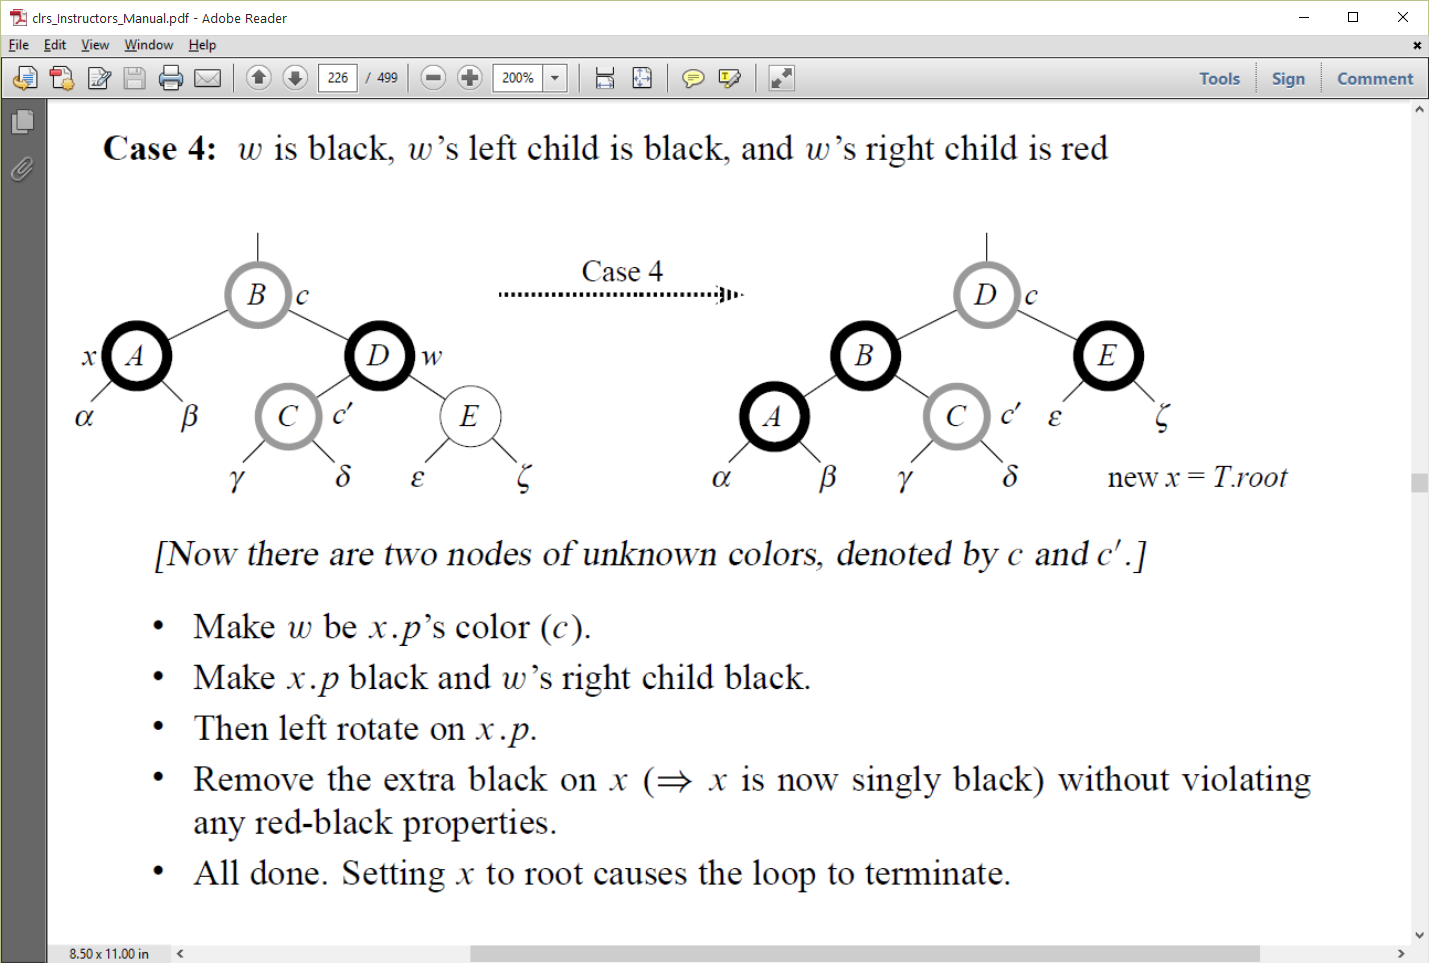 clrs_Instructors_Manual.pdf - Adobe Reader
File Edit View Window Help
226 / 499 200% Tools Sign Comment
Case 4: w is black, w’s left child is black, and w’s right child is red
Case 4
B c D c
x A D w B E
α β C c′ E A C c′ ε ζ
γ δ ε ζ α β γ δ new x = T.root
[Now there are two nodes of unknown colors, denoted by c and c′.]
• Make w be x.p’s color (c).
• Make x.p black and w’s right child black.
• Then left rotate on x.p.
• Remove the extra black on x (⇒ x is now singly black) without violating
any red-black properties.
• All done. Setting x to root causes the loop to terminate.
8.50 x 11.00 in